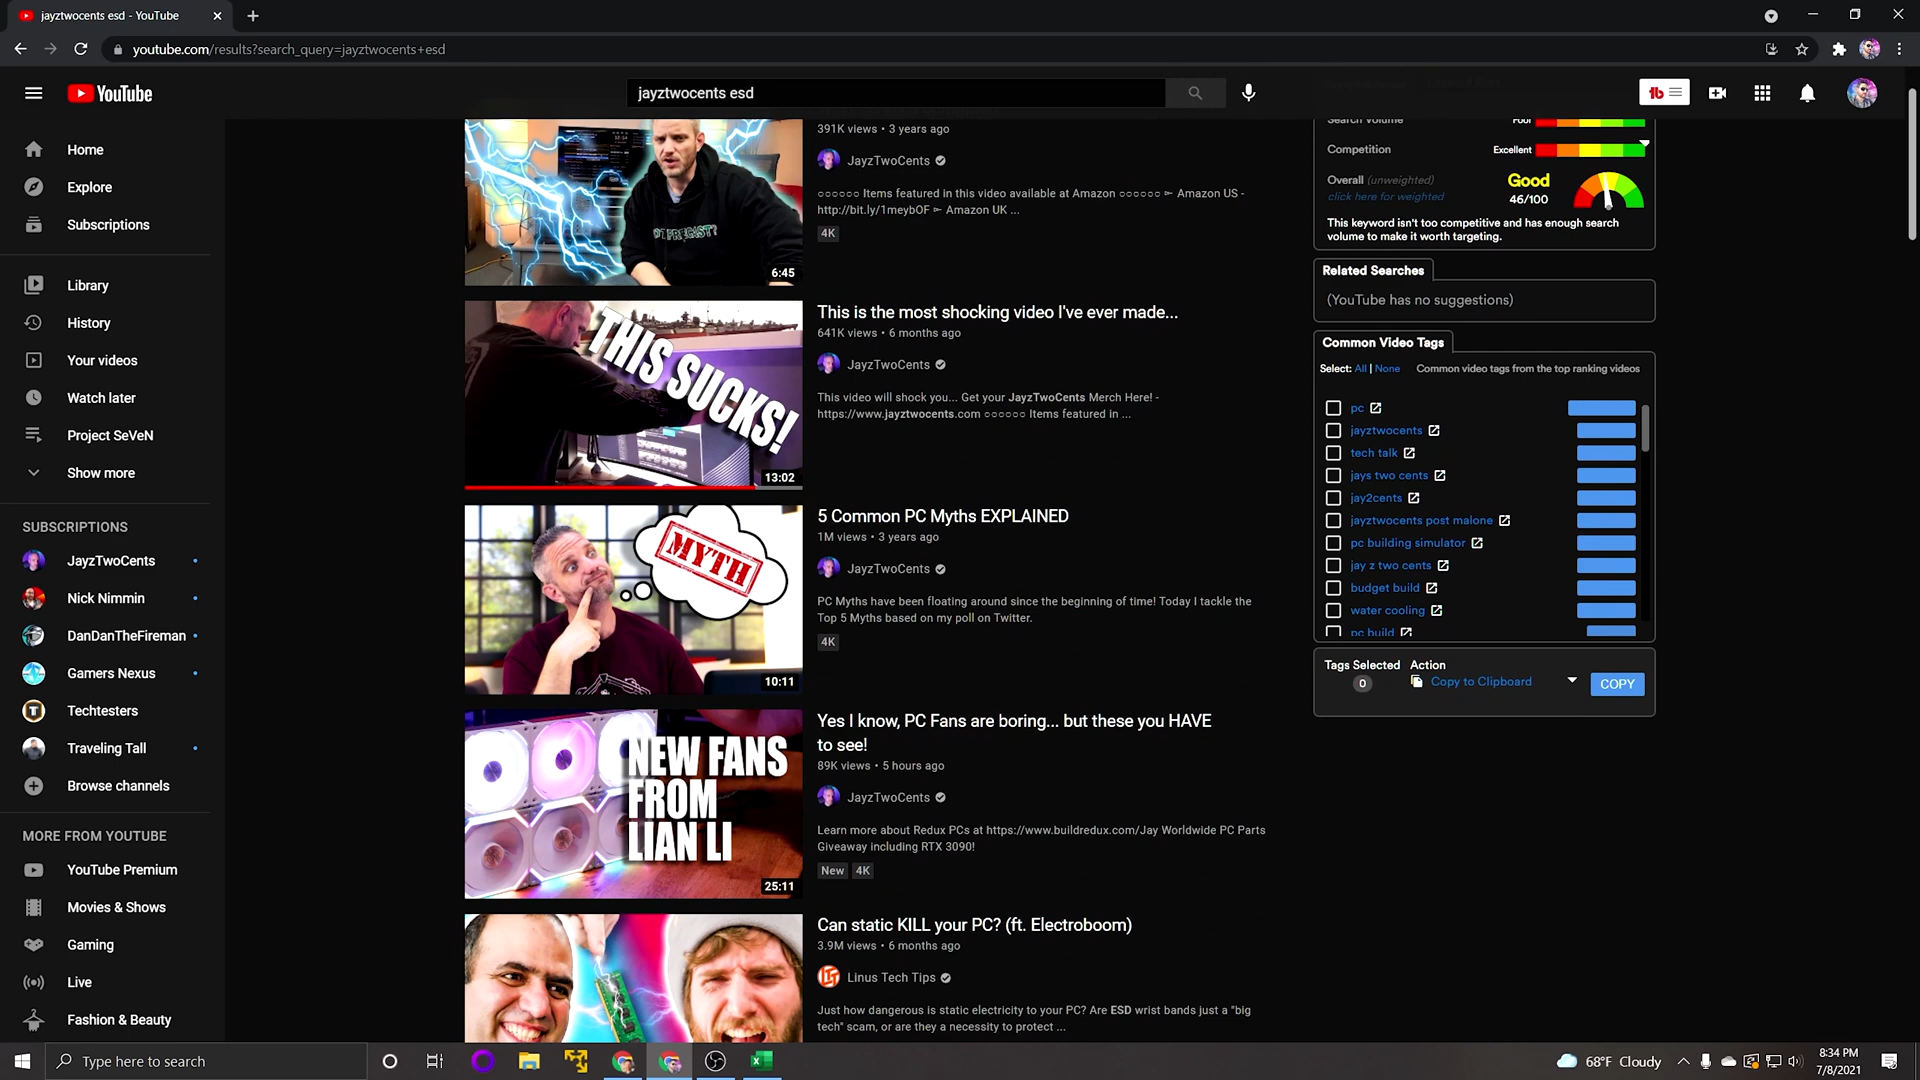 jayztwocents esd - YouTube
youtube.com/results?search_query=jayztwocents+esd
YouTube
jayztwocents esd
tb
Home
Explore
Subscriptions
Library
History
Your videos
Watch later
Project SeVeN
Show more
SUBSCRIPTIONS
JayzTwoCents
Nick Nimmin
DanDanTheFireman
Gamers Nexus
Techtesters
Traveling Tall
Browse channels
MORE FROM YOUTUBE
YouTube Premium
Movies & Shows
Gaming
Live
Fashion & Beauty
6:45
391K views • 3 years ago
JayzTwoCents
○○○○○○ Items featured in this video available at Amazon ○○○○○○ ► Amazon US -
http://bit.ly/1meybOF ► Amazon UK ...
4K
THIS SUCKS!
13:02
This is the most shocking video I've ever made...
641K views • 6 months ago
JayzTwoCents
This video will shock you... Get your JayzTwoCents Merch Here! -
https://www.jayztwocents.com ○○○○○○ Items featured in ...
MYTH
10:11
5 Common PC Myths EXPLAINED
1M views • 3 years ago
JayzTwoCents
PC Myths have been floating around since the beginning of time! Today I tackle the
Top 5 Myths based on my poll on Twitter.
4K
NEW FANS
FROM
LIAN LI
25:11
Yes I know, PC Fans are boring... but these you HAVE
to see!
89K views • 5 hours ago
JayzTwoCents
Learn more about Redux PCs at https://www.buildredux.com/Jay Worldwide PC Parts
Giveaway including RTX 3090!
New 4K
Can static KILL your PC? (ft. Electroboom)
3.9M views • 6 months ago
Linus Tech Tips
Just how dangerous is static electricity to your PC? Are ESD wrist bands just a "big
tech" scam, or are they a necessity to protect ...
Search Volume Poor
Competition Excellent
Overall (unweighted) Good
click here for weighted 46/100
This keyword isn't too competitive and has enough search
volume to make it worth targeting.
Related Searches
(YouTube has no suggestions)
Common Video Tags
Select: All | None Common video tags from the top ranking videos
pc
jayztwocents
tech talk
jays two cents
jay2cents
jayztwocents post malone
pc building simulator
jay z two cents
budget build
water cooling
pc build
Tags Selected Action
0 Copy to Clipboard COPY
Type here to search
68°F Cloudy
8:34 PM
7/8/2021